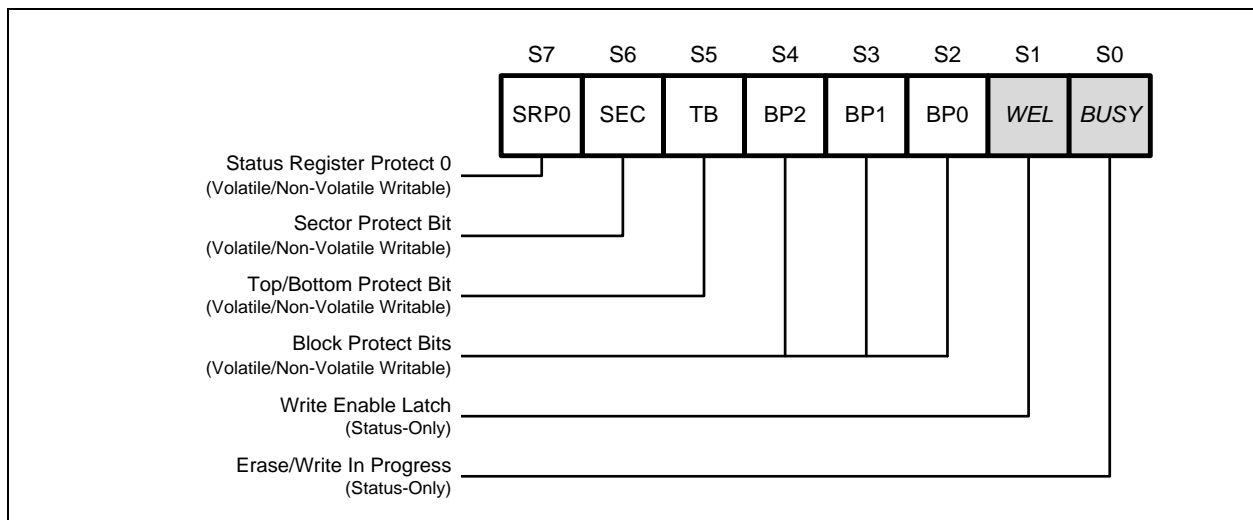 S7 S6 S5 S4 S3 S2 S1 S0
SRP0 SEC TB BP2 BP1 BP0 WEL BUSY
Status Register Protect 0
(Volatile/Non-Volatile Writable)
Sector Protect Bit
(Volatile/Non-Volatile Writable)
Top/Bottom Protect Bit
(Volatile/Non-Volatile Writable)
Block Protect Bits
(Volatile/Non-Volatile Writable)
Write Enable Latch
(Status-Only)
Erase/Write In Progress
(Status-Only)